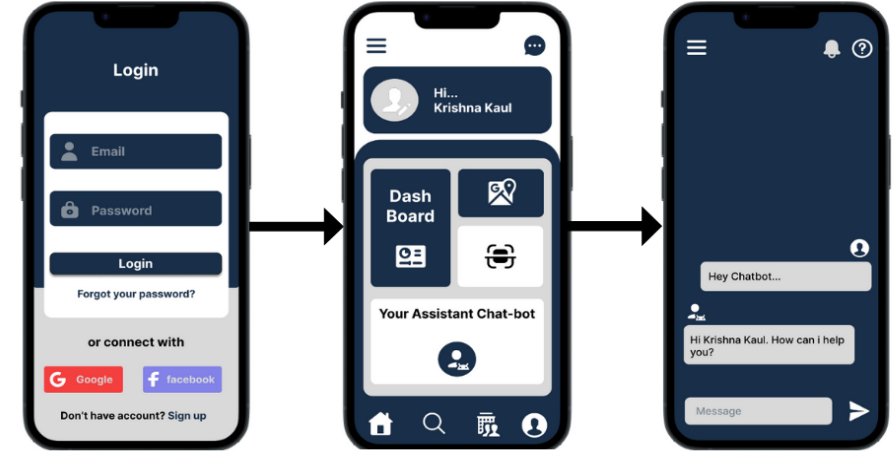 Login
Email
Password
Login
Forgot your password?
or connect with
G Google
f facebook
Don't have account? Sign up
Hi...
Krishna Kaul
Dash
Board
G
Your Assistant Chat-bot
?
Hey Chatbot...
Hi Krishna Kaul. How can i help
you?
Message